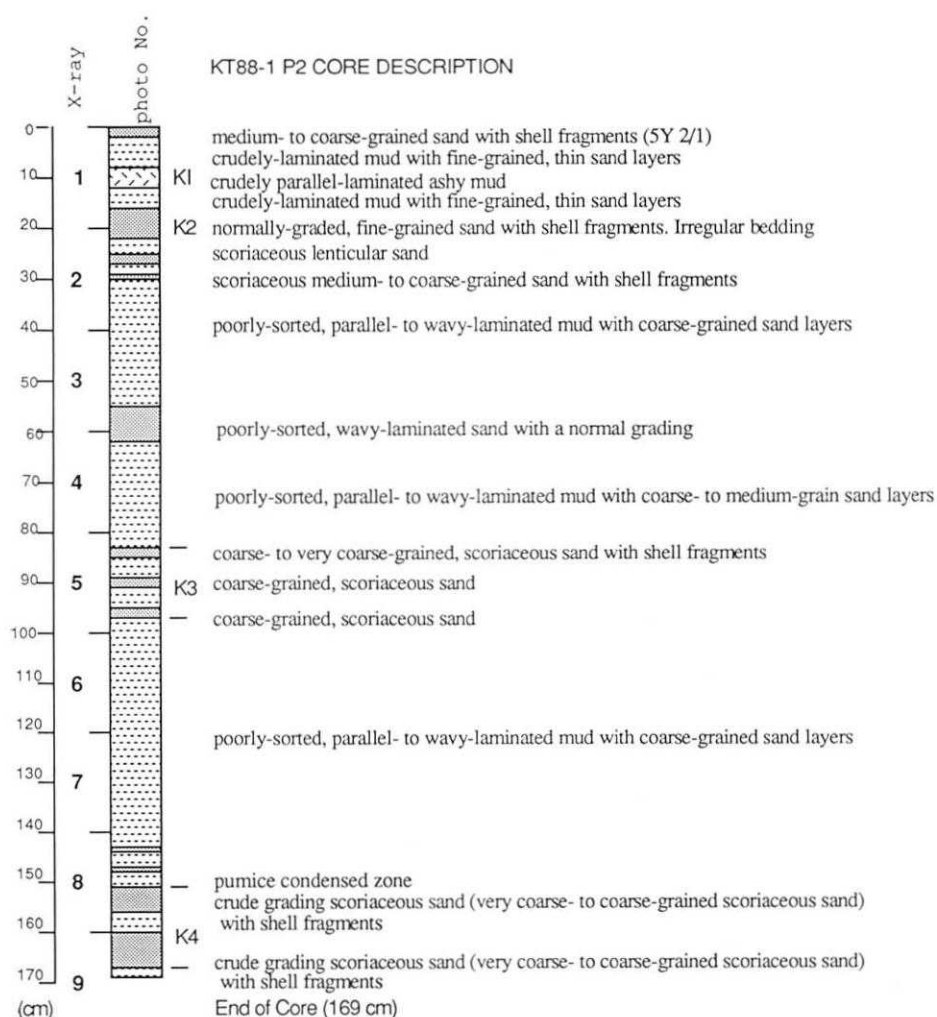 X-ray
photo No.
KT88-1 P2 CORE DESCRIPTION
0
medium- to coarse-grained sand with shell fragments (5Y 2/1)
crudely-laminated mud with fine-grained, thin sand layers
10 1 K1 crudely parallel-laminated ashy mud
crudely-laminated mud with fine-grained, thin sand layers
20 K2 normally-graded, fine-grained sand with shell fragments. Irregular bedding
scoriaceous lenticular sand
30 2 scoriaceous medium- to coarse-grained sand with shell fragments
40 poorly-sorted, parallel- to wavy-laminated mud with coarse-grained sand layers
50 3
60 poorly-sorted, wavy-laminated sand with a normal grading
70 4 poorly-sorted, parallel- to wavy-laminated mud with coarse- to medium-grain sand layers
80
coarse- to very coarse-grained, scoriaceous sand with shell fragments
90 5 K3 coarse-grained, scoriaceous sand
100 coarse-grained, scoriaceous sand
110 6
120 poorly-sorted, parallel- to wavy-laminated mud with coarse-grained sand layers
130 7
140
150 8 pumice condensed zone
crude grading scoriaceous sand (very coarse- to coarse-grained scoriaceous sand)
160 with shell fragments
K4
crude grading scoriaceous sand (very coarse- to coarse-grained scoriaceous sand)
170 9 with shell fragments
(cm) End of Core (169 cm)